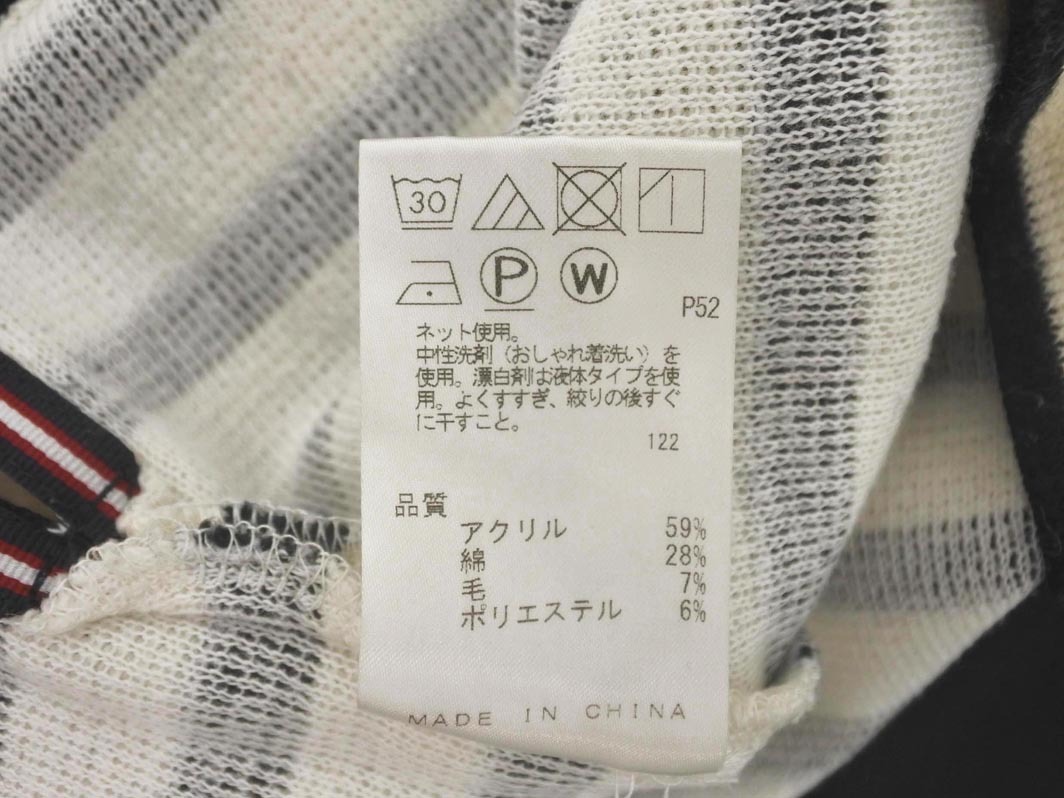 30
P W
P52
ネット使用。
中性洗剤(おしゃれ着洗い)を
使用。漂白剤は液体タイプを使
用。よくすすぎ、絞りの後すぐ
に干すこと。
122
品質
アクリル 59%
綿 28%
毛 7%
ポリエステル 6%
MADE IN CHINA